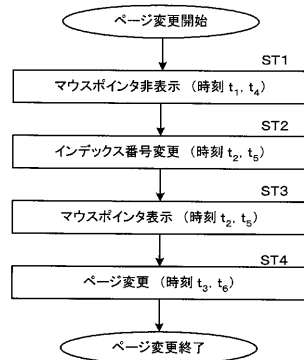 ページ変更開始
ST1
マウスポインタ非表示 (時刻 t1, t4)
ST2
インデックス番号変更 (時刻 t2, t5)
ST3
マウスポインタ表示 (時刻 t2, t5)
ST4
ページ変更 (時刻 t3, t6)
ページ変更終了